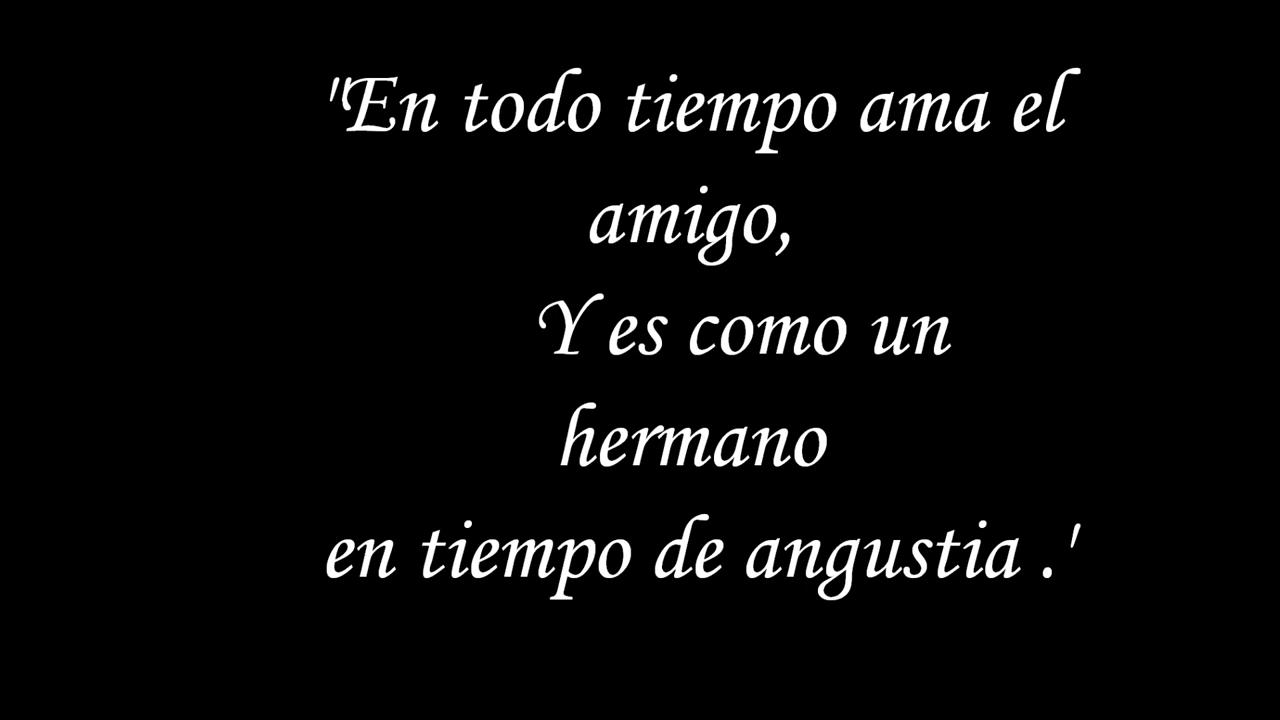 "En todo tiempo ama el
amigo,
Y es como un
hermano
en tiempo de angustia .'